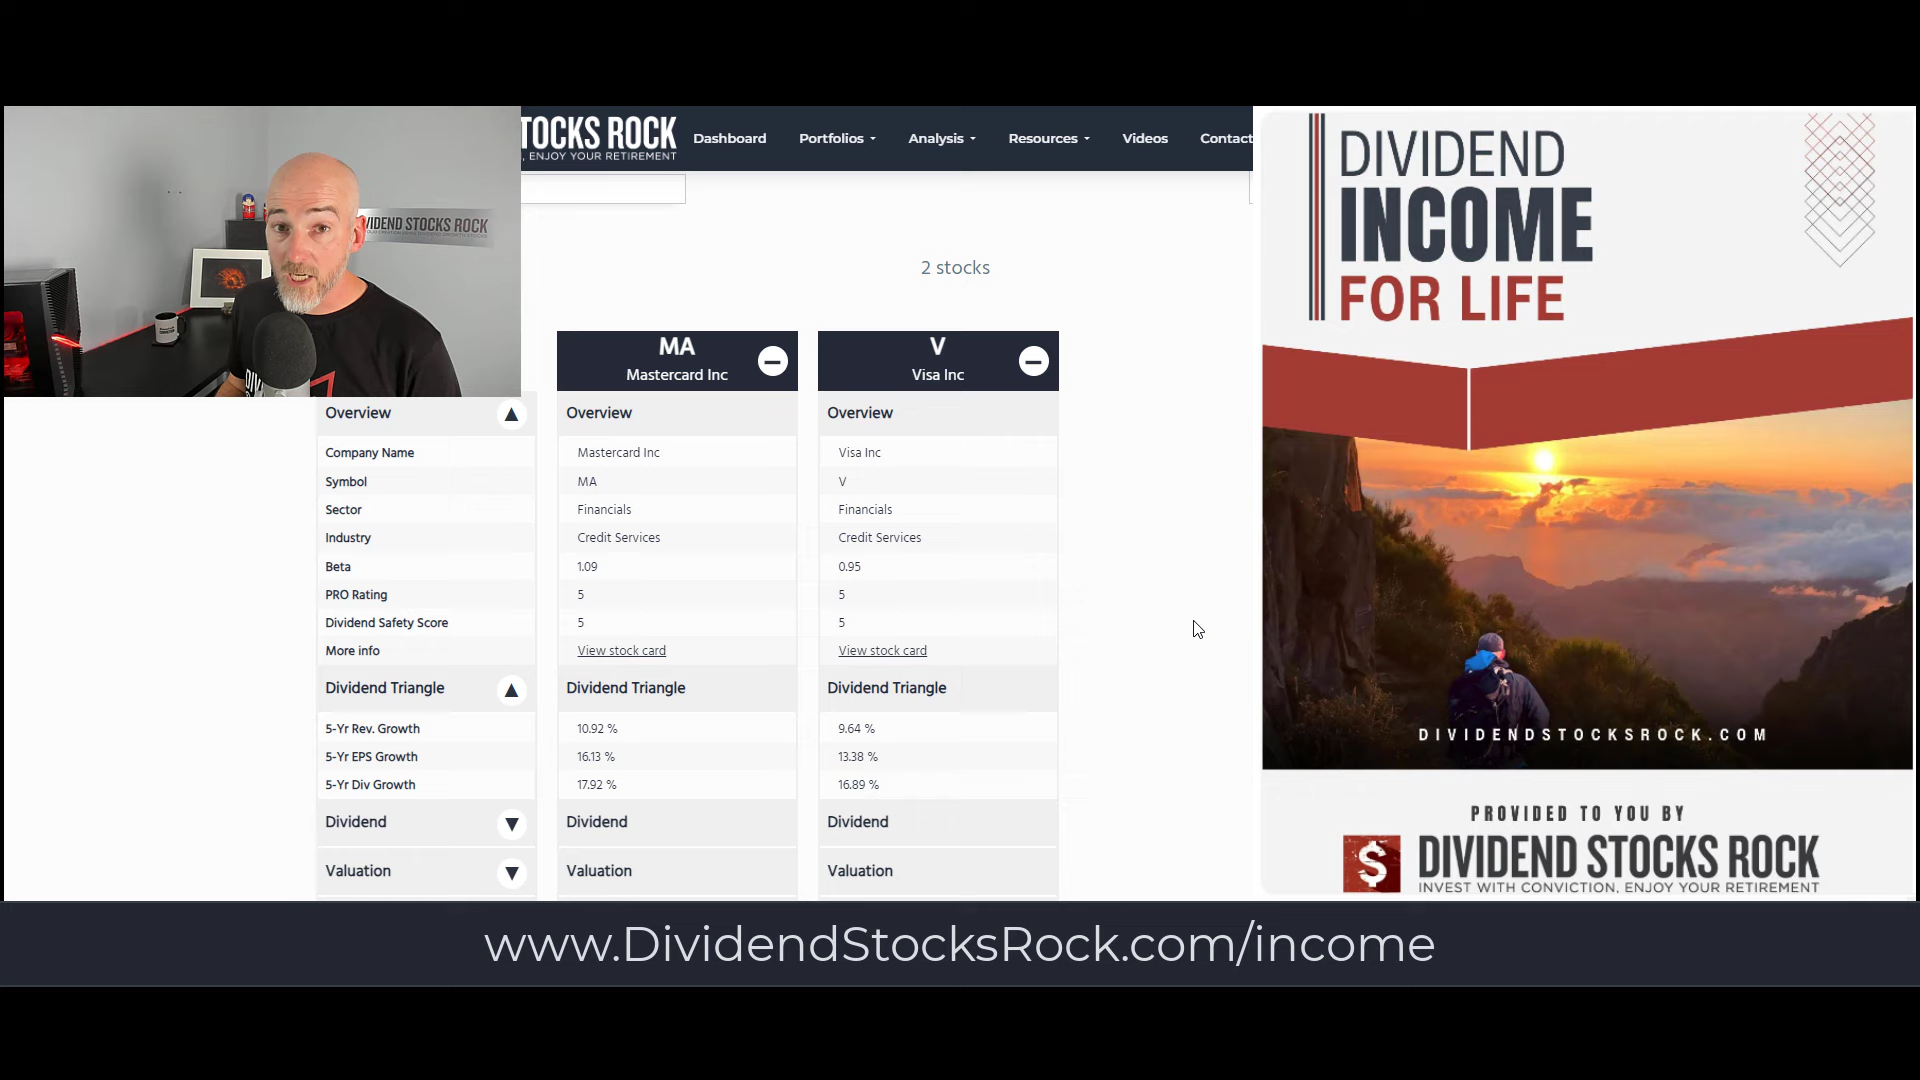 TOCKS ROCK
, ENJOY YOUR RETIREMENT
Dashboard
Portfolios
Analysis
Resources
Videos
Contact
VIDEND STOCKS ROCK
2 stocks
MA
Mastercard Inc
V
Visa Inc
Overview
Overview
Overview
Company Name
Mastercard Inc
Visa Inc
Symbol
MA
V
Sector
Financials
Financials
Industry
Credit Services
Credit Services
Beta
1.09
0.95
PRO Rating
5
5
Dividend Safety Score
5
5
More info
View stock card
View stock card
Dividend Triangle
Dividend Triangle
Dividend Triangle
5-Yr Rev. Growth
10.92 %
9.64 %
5-Yr EPS Growth
16.13 %
13.38 %
5-Yr Div Growth
17.92 %
16.89 %
Dividend
Dividend
Dividend
Valuation
Valuation
Valuation
DIVIDEND
INCOME
FOR LIFE
DIVIDENDSTOCKSROCK.COM
PROVIDED TO YOU BY
$
DIVIDEND STOCKS ROCK
INVEST WITH CONVICTION, ENJOY YOUR RETIREMENT
www.DividendStocksRock.com/income